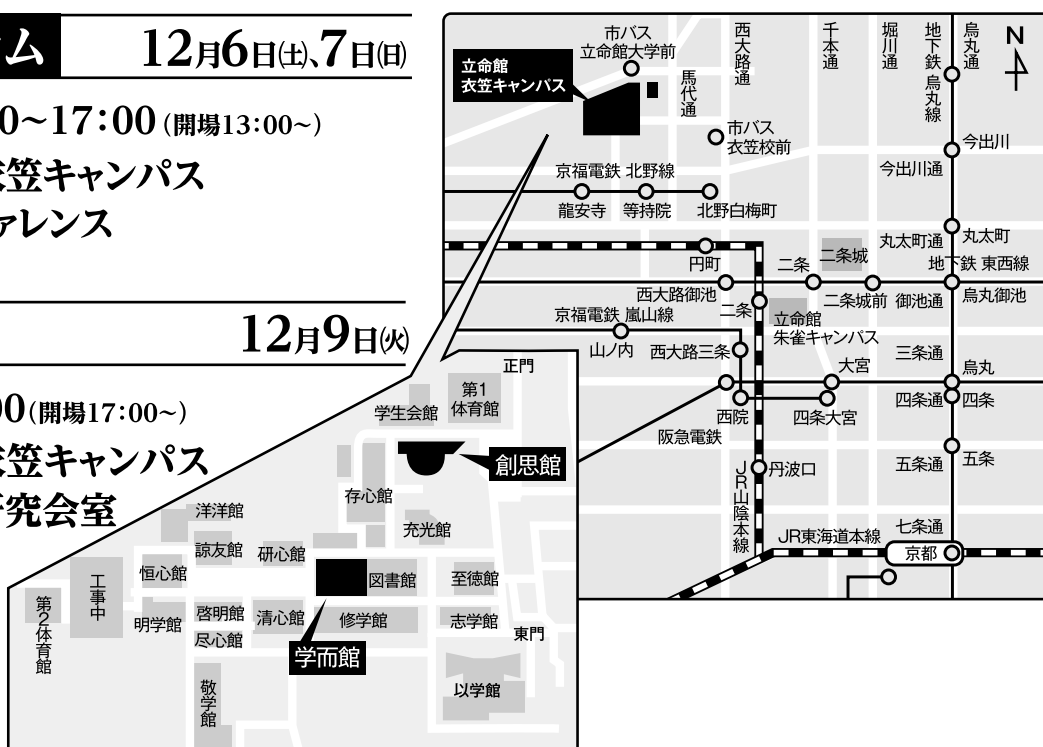 ム
12月6日(土)、7日(日)
0〜17:00(開場13:00〜)
衣笠キャンパス
ァレンス
12月9日(火)
00(開場17:00〜)
衣笠キャンパス
究会室
立命館
衣笠キャンパス
市バス
立命館大学前
馬代通
西大路通
千本通
堀川通
地下鉄 烏丸線
烏丸通
N
市バス
衣笠校前
今出川
今出川通
京福電鉄 北野線
龍安寺
等持院
北野白梅町
丸太町通
丸太町
円町
二条
二条城
地下鉄 東西線
西大路御池
二条
二条城前
御池通
烏丸御池
京福電鉄 嵐山線
立命館
朱雀キャンパス
山ノ内
西大路三条
三条通
大宮
烏丸
西院
四条大宮
四条通
四条
阪急電鉄
五条通
五条
丹波口
JR山陰本線
七条通
JR東海道本線
京都
正門
第1
体育館
学生会館
創思館
存心館
充光館
洋洋館
諒友館
研心館
恒心館
図書館
至徳館
工事中
第2体育館
明学館
啓明館
清心館
修学館
志学館
尽心館
東門
学而館
敬学館
以学館